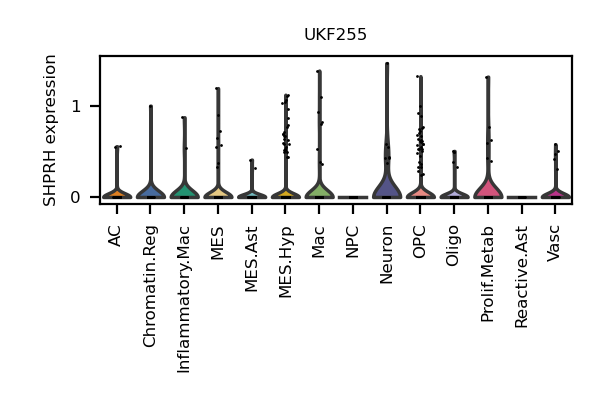 UKF255
SHPRH expression
1
0
AC
Chromatin.Reg
Inflammatory.Mac
MES
MES.Ast
MES.Hyp
Mac
NPC
Neuron
OPC
Oligo
Prolif.Metab
Reactive.Ast
Vasc